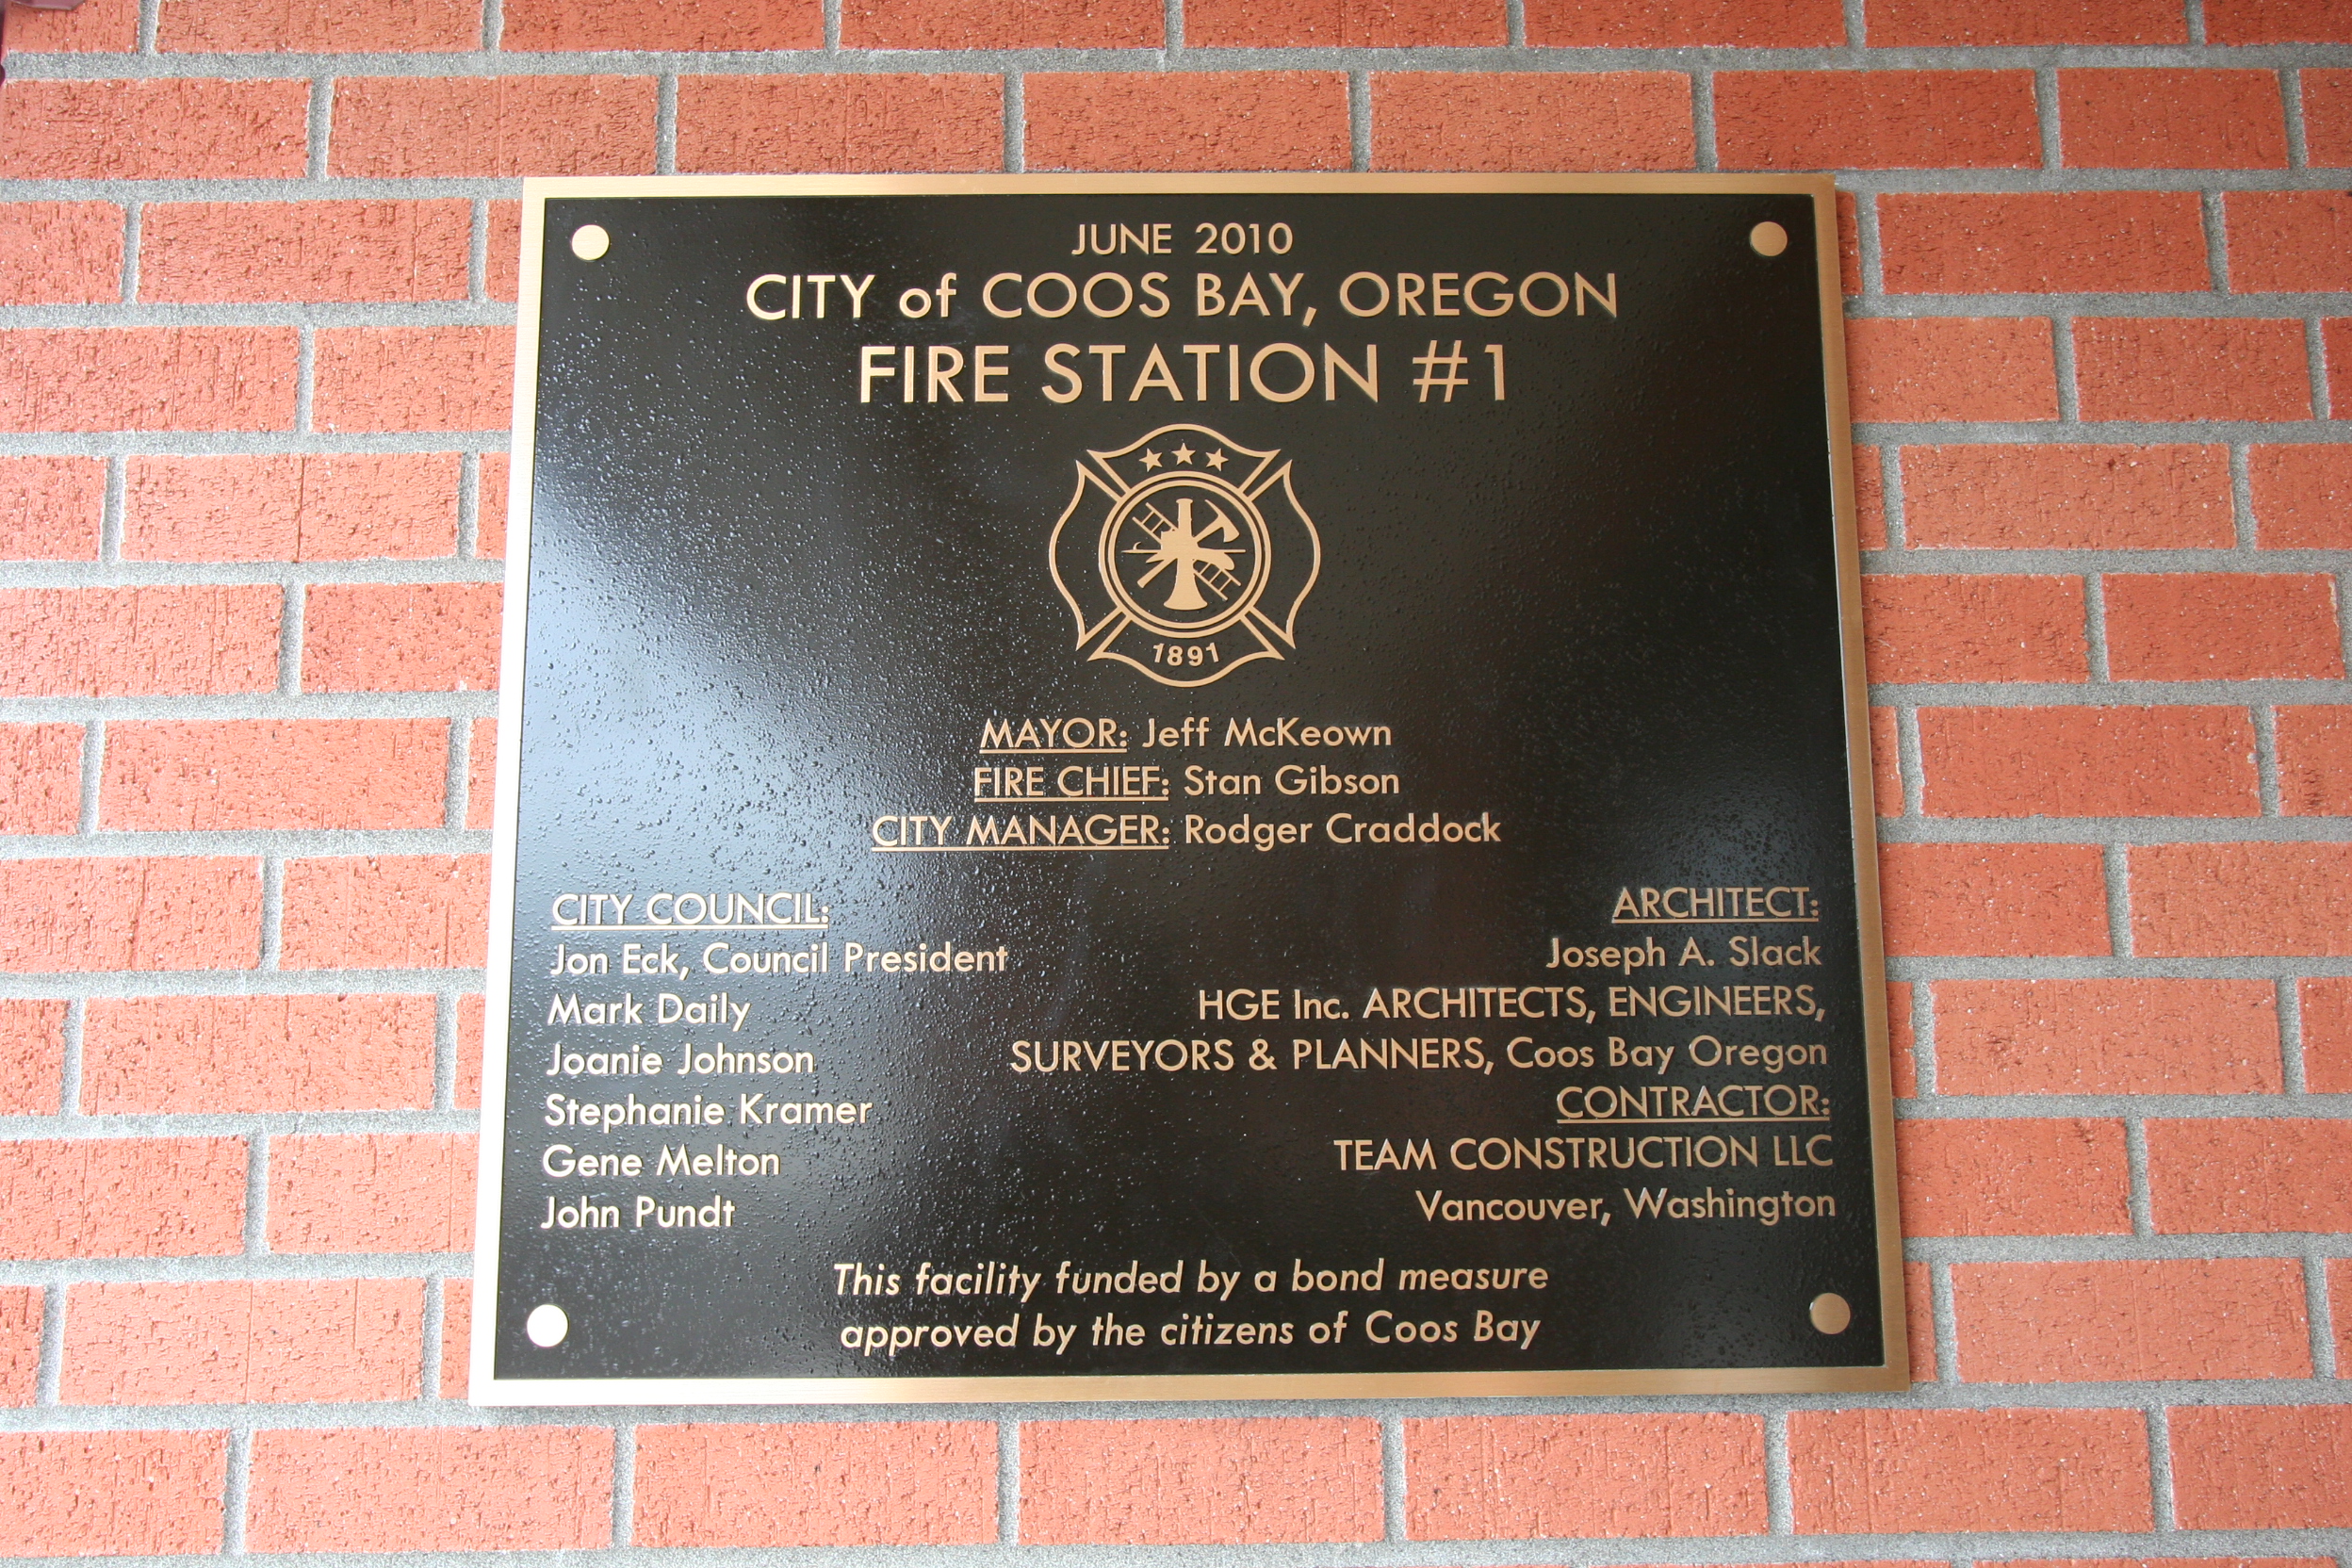 JUNE 2010
CITY of COOS BAY, OREGON
FIRE STATION #1
1891
MAYOR: Jeff McKeown
FIRE CHIEF: Stan Gibson
CITY MANAGER: Rodger Craddock
CITY COUNCIL:
Jon Eck, Council President
Mark Daily
Joanie Johnson
Stephanie Kramer
Gene Melton
John Pundt
ARCHITECT:
Joseph A. Slack
HGE Inc. ARCHITECTS, ENGINEERS,
SURVEYORS & PLANNERS, Coos Bay Oregon
CONTRACTOR:
TEAM CONSTRUCTION LLC
Vancouver, Washington
This facility funded by a bond measure
approved by the citizens of Coos Bay